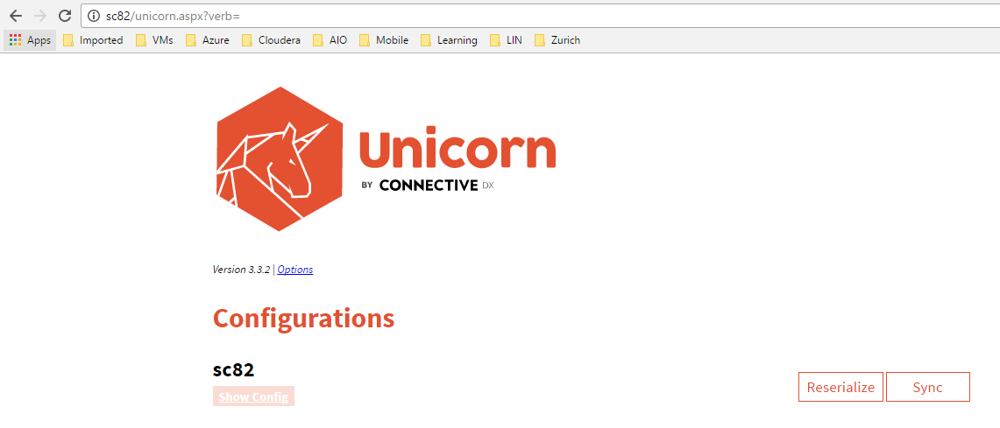 sc82/unicorn.aspx?verb=
Apps Imported VMs Azure Cloudera AIO Mobile Learning LIN Zurich
Unicorn
BY CONNECTIVE DX
Version 3.3.2 | Options
Configurations
sc82
Show Config
Reserialize Sync